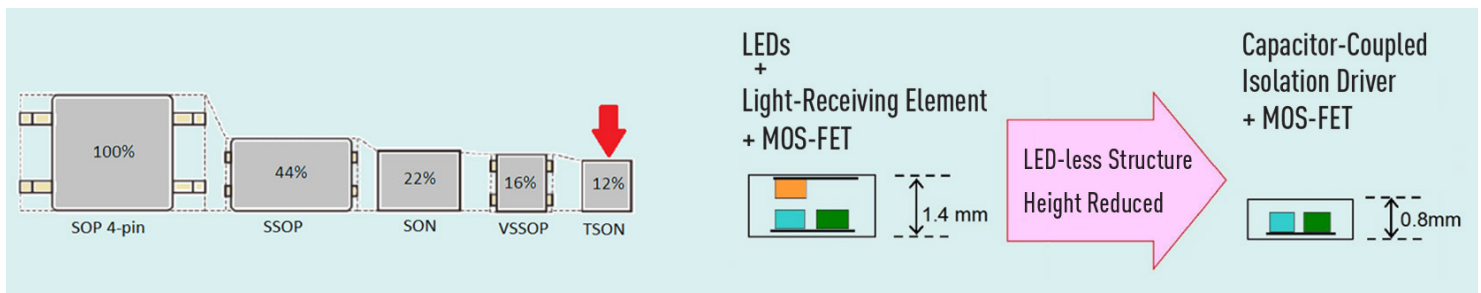 100%
SOP 4-pin
44%
SSOP
22%
SON
16%
VSSOP
12%
TSON
LEDs
+
Light-Receiving Element
+ MOS-FET
1.4 mm
LED-less Structure
Height Reduced
Capacitor-Coupled
Isolation Driver
+ MOS-FET
0.8mm